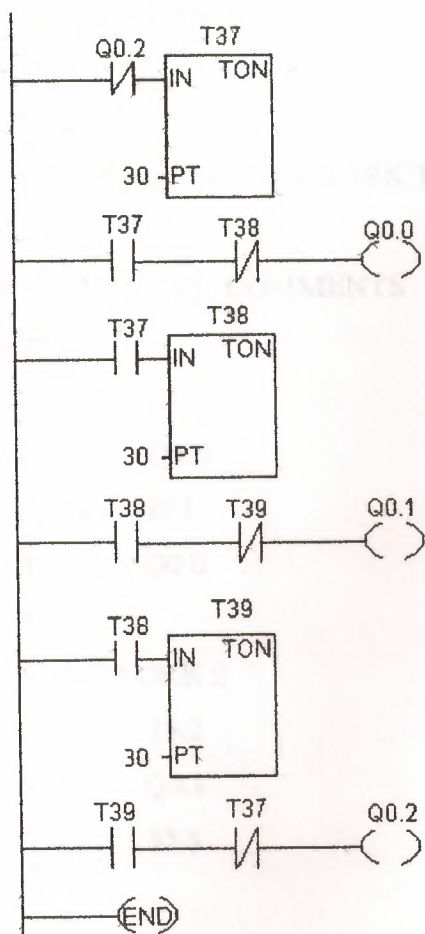 Q0.2 T37
IN TON
30 PT
T37 T38 Q0.0
T37 T38
IN TON
30 PT
T38 T39 Q0.1
T38 T39
IN TON
30 PT
T39 T37 Q0.2
END